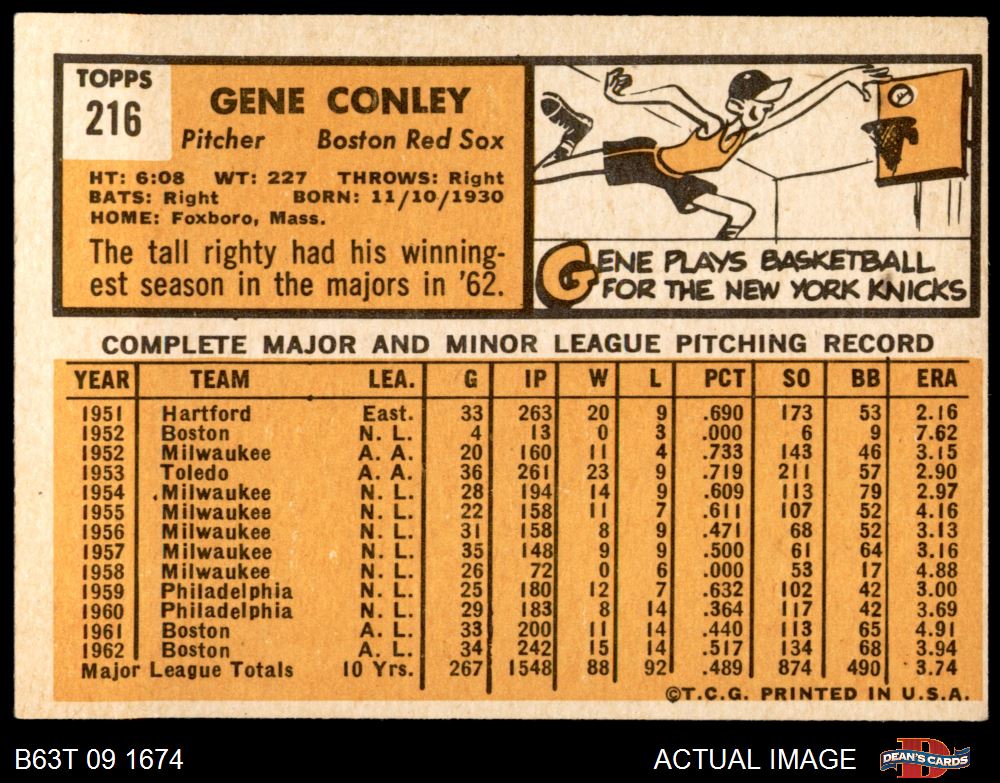 TOPPS
216
GENE CONLEY
Pitcher Boston Red Sox
HT: 6:08 WT: 227 THROWS: Right
BATS: Right BORN: 11/10/1930
HOME: Foxboro, Mass.
The tall righty had his winning-
est season in the majors in '62.
GENE PLAYS BASKETBALL
FOR THE NEW YORK KNICKS
COMPLETE MAJOR AND MINOR LEAGUE PITCHING RECORD
YEAR TEAM LEA. G IP W L PCT SO BB ERA
1951 Hartford East. 33 263 20 9 .690 173 53 2.16
1952 Boston N. L. 4 13 0 3 .000 6 9 7.62
1952 Milwaukee A. A. 20 160 11 4 .733 143 46 3.15
1953 Toledo A. A. 36 261 23 9 .719 211 57 2.90
1954 Milwaukee N. L. 28 194 14 9 .609 113 79 2.97
1955 Milwaukee N. L. 22 158 11 7 .611 107 52 4.16
1956 Milwaukee N. L. 31 158 8 9 .471 68 52 3.13
1957 Milwaukee N. L. 35 148 9 9 .500 61 64 3.16
1958 Milwaukee N. L. 26 72 0 6 .000 53 17 4.88
1959 Philadelphia N. L. 25 180 12 7 .632 102 42 3.00
1960 Philadelphia N. L. 29 183 8 14 .364 117 42 3.69
1961 Boston A. L. 33 200 11 14 .440 113 65 4.91
1962 Boston A. L. 34 242 15 14 .517 134 68 3.94
Major League Totals 10 Yrs. 267 1548 88 92 .489 874 490 3.74
©T.C.G. PRINTED IN U.S.A.
B63T 09 1674
ACTUAL IMAGE
D
DEAN'S CARDS